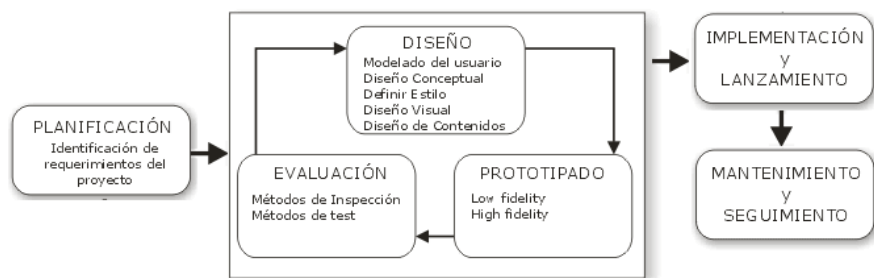 PLANIFICACIÓN
Identificación de
requerimientos del
proyecto
DISEÑO
Modelado del usuario
Diseño Conceptual
Definir Estilo
Diseño Visual
Diseño de Contenidos
EVALUACIÓN
Métodos de Inspección
Métodos de test
PROTOTIPADO
Low fidelity
High fidelity
IMPLEMENTACIÓN
y
LANZAMIENTO
MANTENIMIENTO
y
SEGUIMIENTO